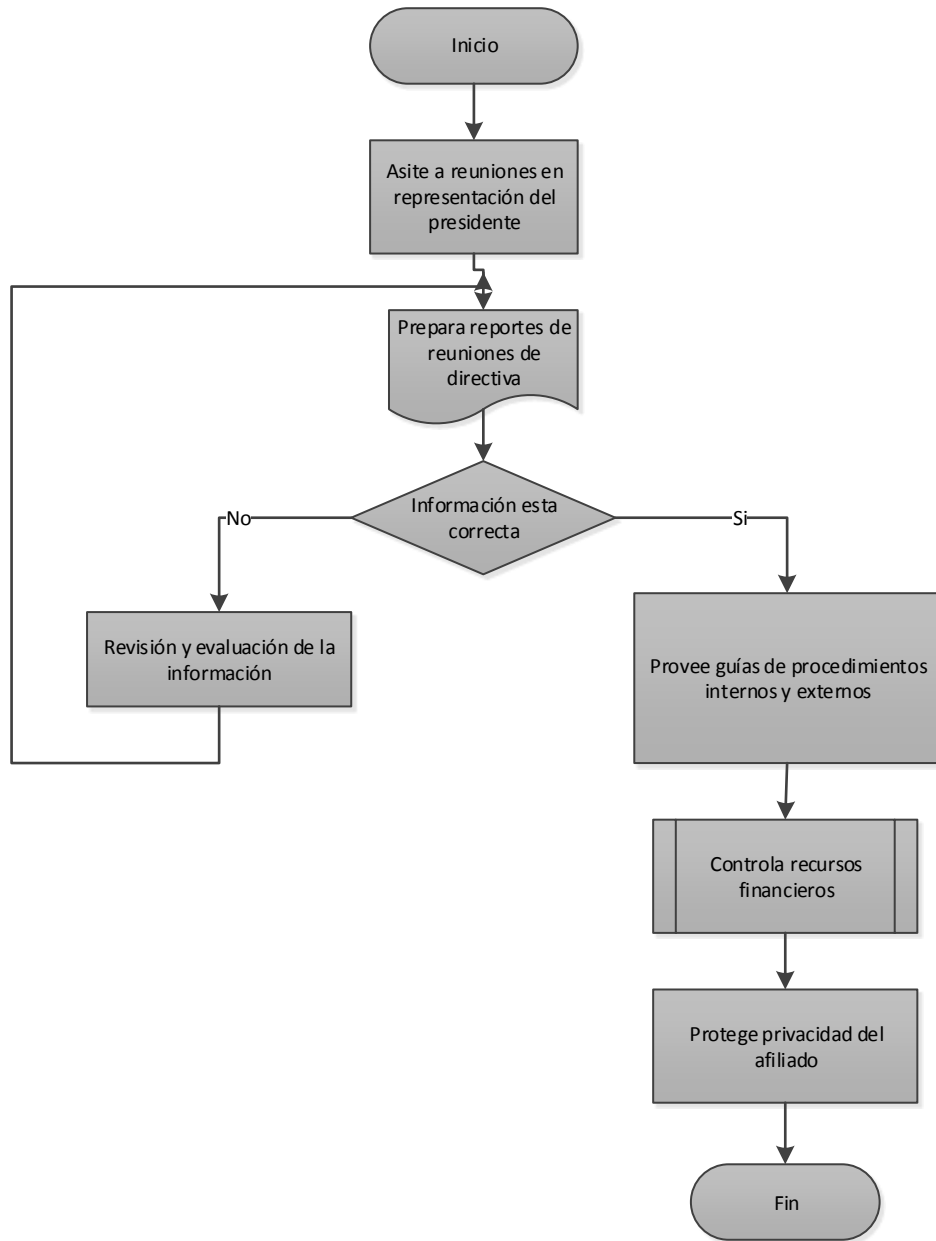 Inicio
Asite a reuniones en
representación del
presidente
Prepara reportes de
reuniones de
directiva
Información esta
correcta
No
Si
Revisión y evaluación de la
información
Provee guías de procedimientos
internos y externos
Controla recursos
financieros
Protege privacidad del
afiliado
Fin